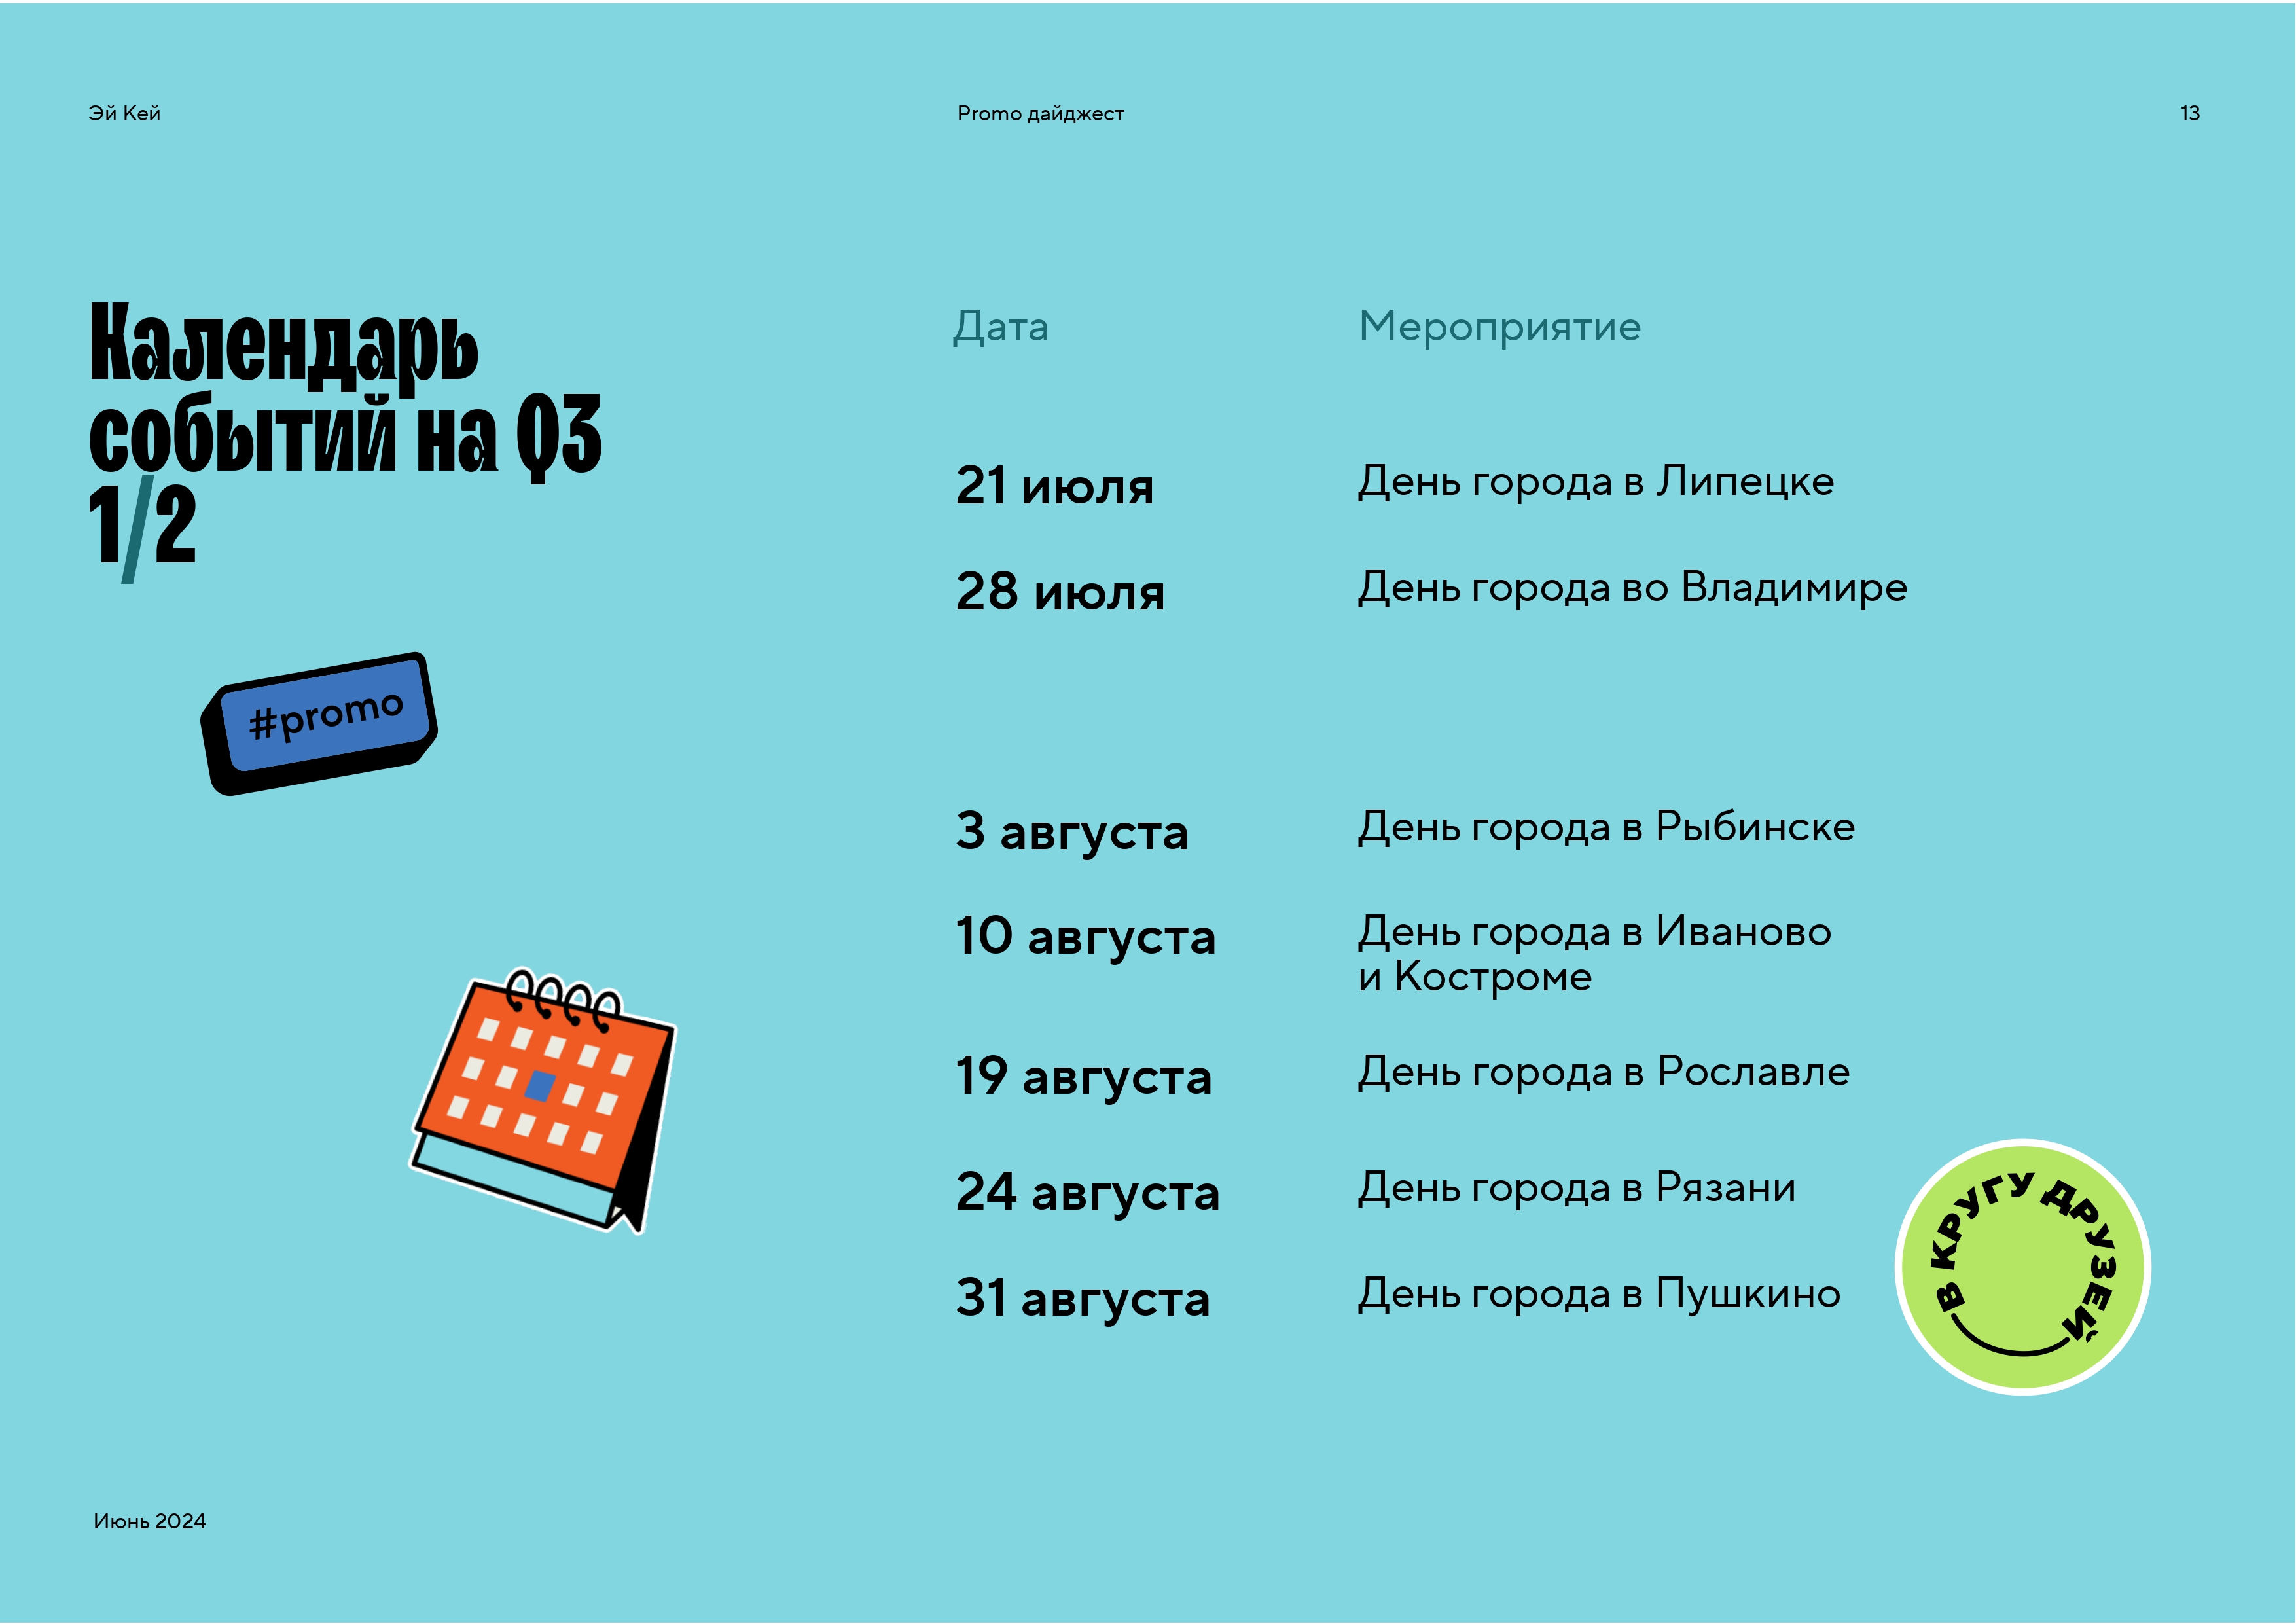 Эй Кей
Promo дайджест
13
Календарь
событий на Q3
1/2
#promo
Дата
Мероприятие
21 июля
День города в Липецке
28 июля
День города во Владимире
3 августа
День города в Рыбинске
10 августа
День города в Иваново
и Костроме
19 августа
День города в Рославле
24 августа
День города в Рязани
31 августа
День города в Пушкино
В КРУГУ ДРУЗЕЙ
Июнь 2024